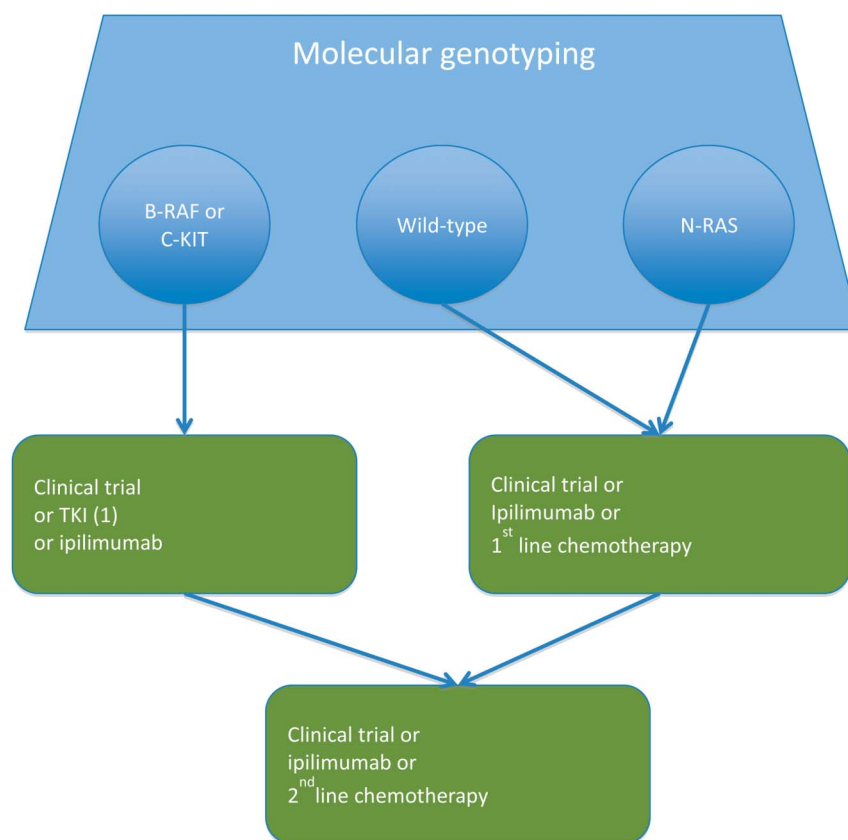 Molecular genotyping
B-RAF or
C-KIT
Wild-type
N-RAS
Clinical trial
or TKI (1)
or ipilimumab
Clinical trial or
Ipilimumab or
1st line chemotherapy
Clinical trial or
ipilimumab or
2nd line chemotherapy